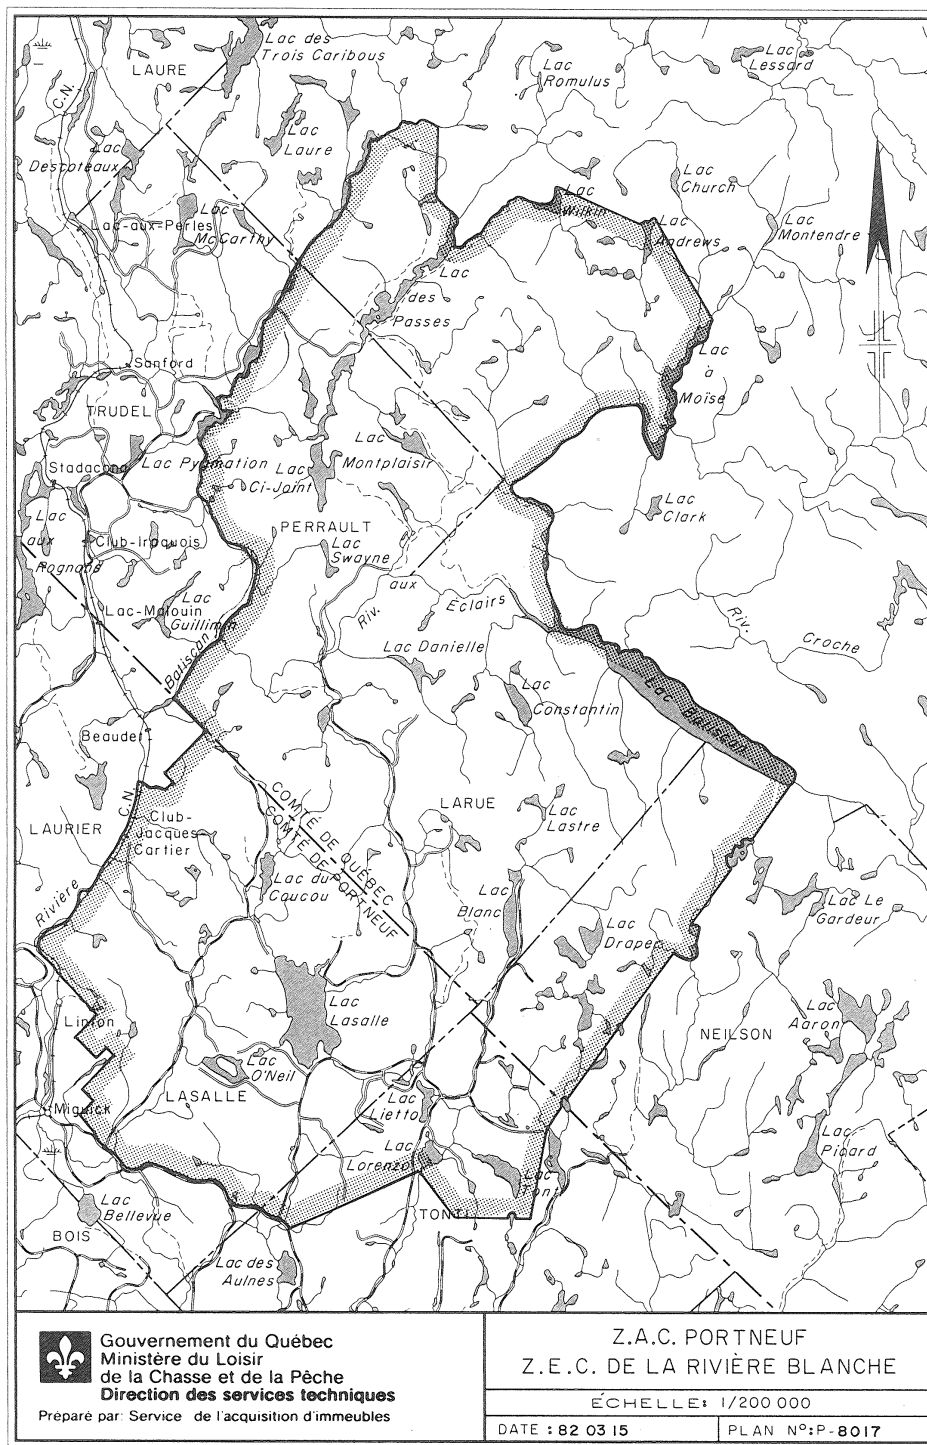 Lac des
Trois Caribous
LAURE
C.N.
Lac
Romulus
Lac
Lessard
Lac
Laure
Lac
Descoteaux
Lac
Church
Lac
Wilkin
Lac
Andrews
Lac
Montendre
Lac-aux-Perles
Lac
McCarthy
Lac
des
Passes
Sanford
Lac
à
Moïse
TRUDEL
Lac
Montplaisir
Stadacona
Lac Pygmation
Lac
Ci-Joint
Lac
Clark
Lac
aux
Rognons
PERRAULT
Club-Iroquois
Lac
Swayne
Riv.
aux
Eclairs
Lac-Malouin
Lac
Guillimin
Riv.
Croche
Batiscan
Lac Danielle
Lac
Constantin
Lac Batiscan
Beaudet
C.N.
COMTÉ DE QUÉBEC
COMTÉ DE PORTNEUF
LARUE
Lac
Lastre
LAURIER
Club-
Jacques
Cartier
Rivière
Lac du
Coucou
Lac
Blanc
Lac
Draper
Lac Le
Gardeur
Lac
Lasalle
Linton
Lac
Aaron
NEILSON
Lac
O'Neil
LASALLE
Lac
Lietto
Miguick
Lac
Lorenzo
Lac
Picard
Lac
Tonti
Lac
Bellevue
TONTI
BOIS
Lac des
Aulnes
Gouvernement du Québec
Ministère du Loisir
de la Chasse et de la Pêche
Direction des services techniques
Préparé par: Service de l'acquisition d'immeubles
Z.A.C. PORTNEUF
Z.E.C. DE LA RIVIÈRE BLANCHE
ÉCHELLE: 1/200 000
DATE : 82 03 15
PLAN Nº:P-8017